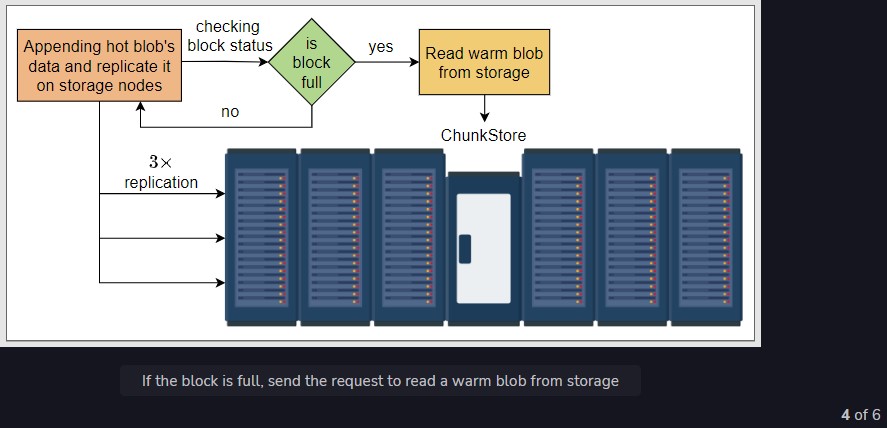 checking
block status
Appending hot blob's
data and replicate it
on storage nodes
is
block
full
yes
Read warm blob
from storage
no
ChunkStore
3×
replication
If the block is full, send the request to read a warm blob from storage
4 of 6